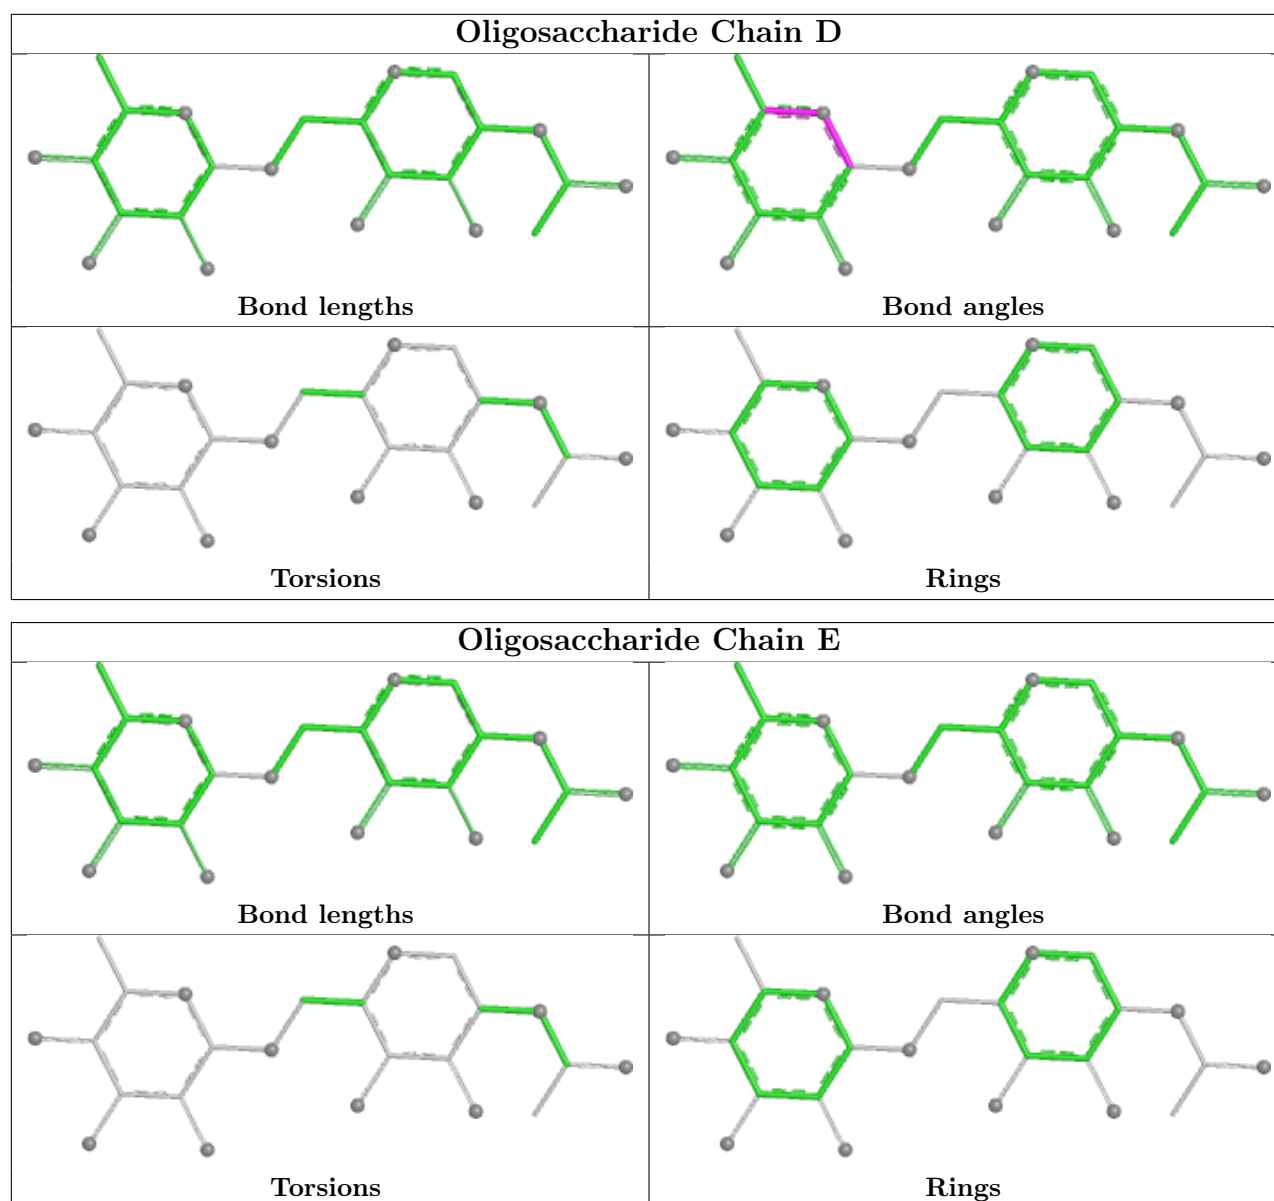 Oligosaccharide Chain D
Bond lengths
Bond angles
Torsions
Rings
Oligosaccharide Chain E
Bond lengths
Bond angles
Torsions
Rings